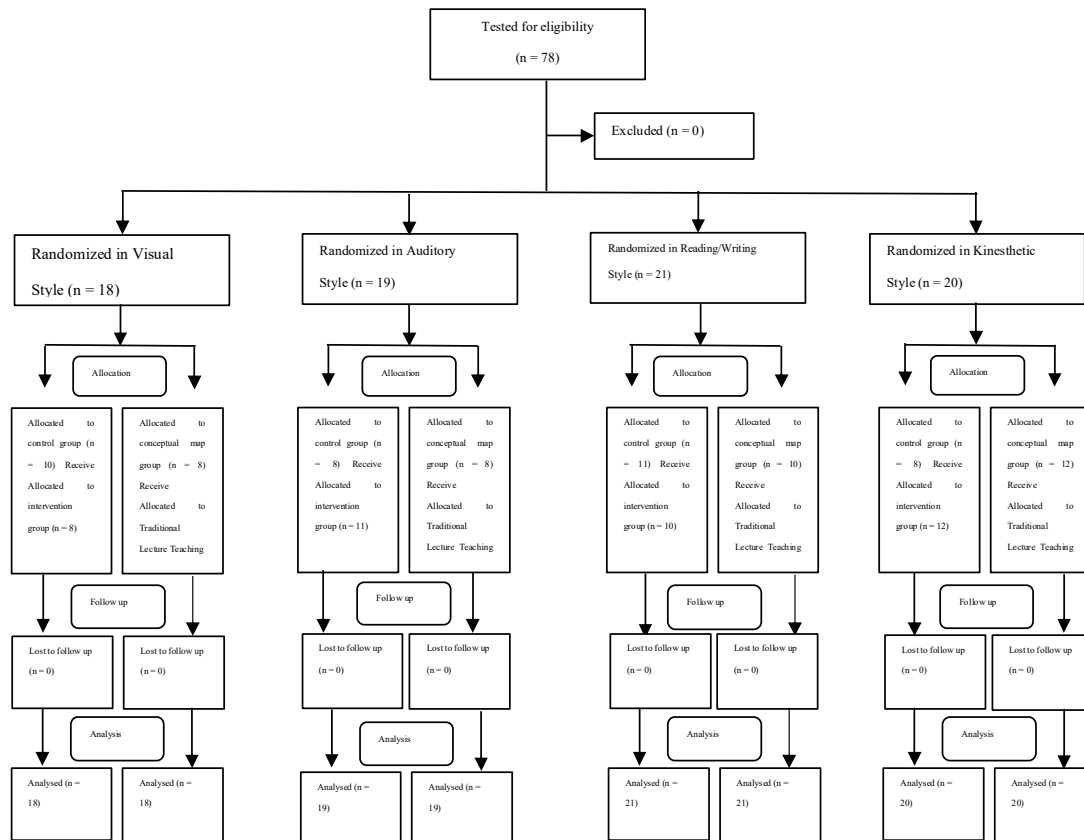 Tested for eligibility
(n = 78)
Excluded (n = 0)
Randomized in Visual
Style (n = 18)
Randomized in Auditory
Style (n = 19)
Randomized in Reading/Writing
Style (n = 21)
Randomized in Kinesthetic
Style (n = 20)
Allocation
Allocation
Allocation
Allocation
Allocated to
control group (n
= 10) Receive
Allocated to
intervention
group (n = 8)
Allocated to
conceptual map
group (n = 8)
Receive
Allocated to
Traditional
Lecture Teaching
Allocated to
control group (n
= 8) Receive
Allocated to
intervention
group (n = 11)
Allocated to
conceptual map
group (n = 8)
Receive
Allocated to
Traditional
Lecture Teaching
Allocated to
control group (n
= 11) Receive
Allocated to
intervention
group (n = 10)
Allocated to
conceptual map
group (n = 10)
Receive
Allocated to
Traditional
Lecture Teaching
Allocated to
control group (n
= 8) Receive
Allocated to
intervention
group (n = 12)
Allocated to
conceptual map
group (n = 12)
Receive
Allocated to
Traditional
Lecture Teaching
Follow up
Follow up
Follow up
Follow up
Lost to follow up
(n = 0)
Lost to follow up
(n = 0)
Lost to follow up
(n = 0)
Lost to follow up
(n = 0)
Lost to follow up
(n = 0)
Lost to follow up
(n = 0)
Lost to follow up
(n = 0)
Lost to follow up
(n = 0)
Analysis
Analysis
Analysis
Analysis
Analysed (n =
18)
Analysed (n =
18)
Analysed (n =
19)
Analysed (n =
19)
Analysed (n =
21)
Analysed (n =
21)
Analysed (n =
20)
Analysed (n =
20)